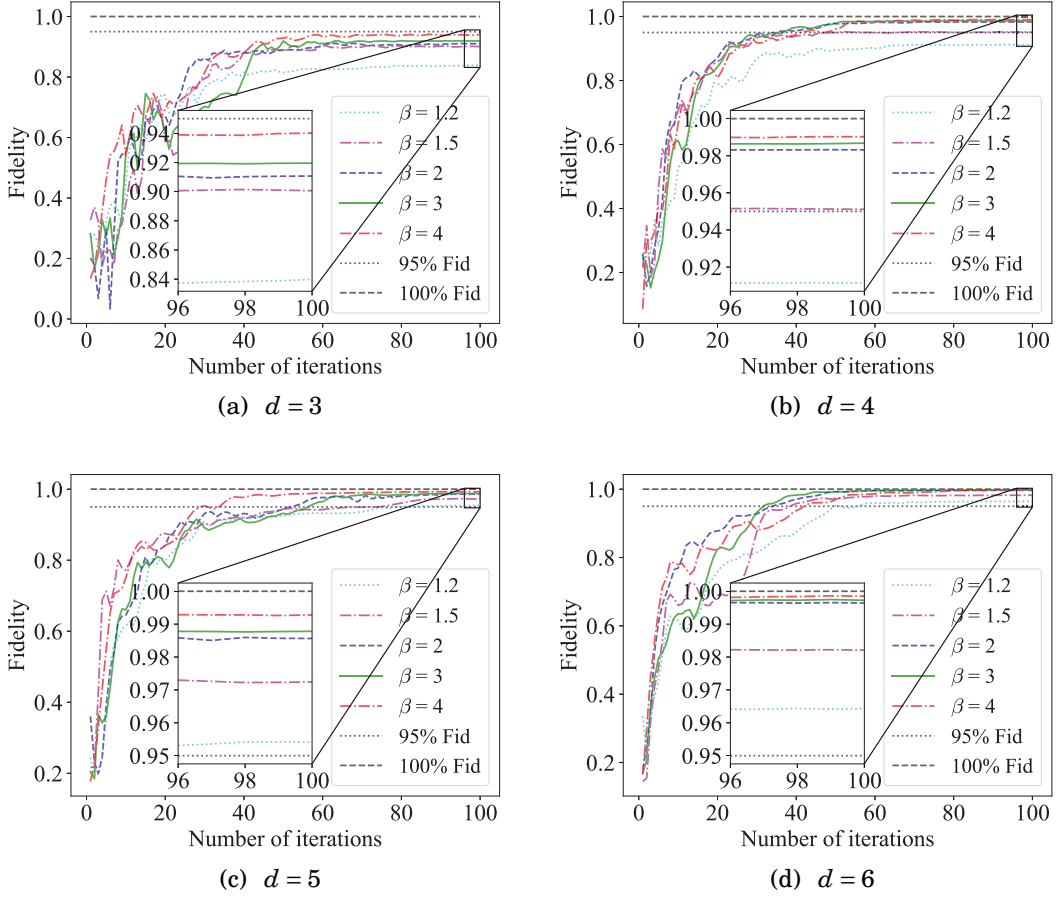 1.0
0.8
0.6
0.4
0.2
0.0
Fidelity
0.94
0.92
0.90
0.88
0.86
0.84
96 98 100
β = 1.2
β = 1.5
β = 2
β = 3
β = 4
95% Fid
100% Fid
0 20 40 60 80 100
Number of iterations
(a) d = 3
1.0
0.8
0.6
0.4
0.2
Fidelity
1.00
0.98
0.96
0.94
0.92
96 98 100
β = 1.2
β = 1.5
β = 2
β = 3
β = 4
95% Fid
100% Fid
0 20 40 60 80 100
Number of iterations
(b) d = 4
1.0
0.8
0.6
0.4
0.2
Fidelity
1.00
0.99
0.98
0.97
0.96
0.95
96 98 100
β = 1.2
β = 1.5
β = 2
β = 3
β = 4
95% Fid
100% Fid
0 20 40 60 80 100
Number of iterations
(c) d = 5
1.0
0.8
0.6
0.4
0.2
Fidelity
1.00
0.99
0.98
0.97
0.96
0.95
96 98 100
β = 1.2
β = 1.5
β = 2
β = 3
β = 4
95% Fid
100% Fid
0 20 40 60 80 100
Number of iterations
(d) d = 6